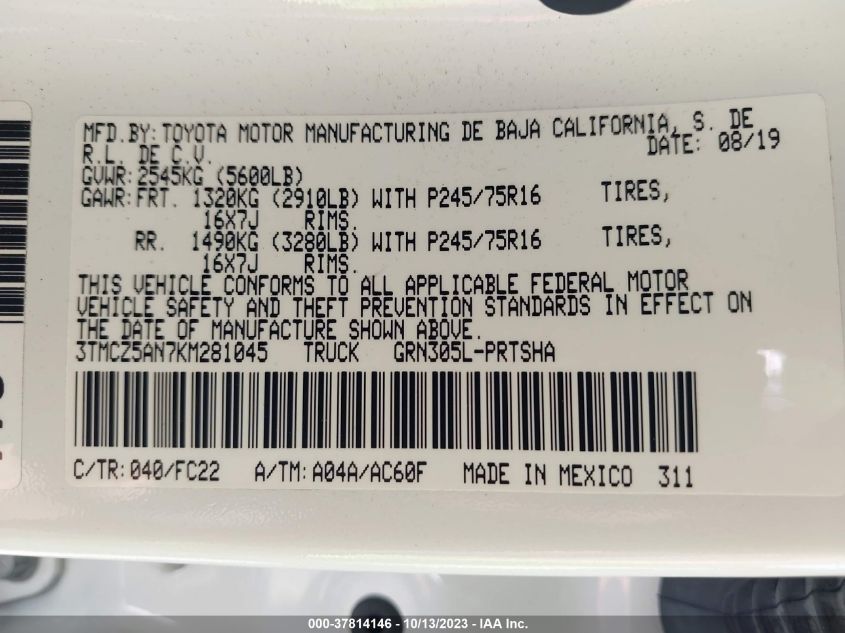 MFD.BY: TOYOTA MOTOR MANUFACTURING DE BAJA CALIFORNIA, S. DE
R.L. DE C.V. DATE: 08/19
GVWR: 2545KG (5600LB)
GAWR: FRT. 1320KG (2910LB) WITH P245/75R16 TIRES,
16X7J RIMS.
RR. 1490KG (3280LB) WITH P245/75R16 TIRES,
16X7J RIMS.
THIS VEHICLE CONFORMS TO ALL APPLICABLE FEDERAL MOTOR
VEHICLE SAFETY AND THEFT PREVENTION STANDARDS IN EFFECT ON
THE DATE OF MANUFACTURE SHOWN ABOVE.
3TMCZ5AN7KM281045 TRUCK GRN305L-PRTSHA
C/TR: 040/FC22 A/TM: A04A/AC60F MADE IN MEXICO 311
000-37814146 - 10/13/2023 - IAA Inc.